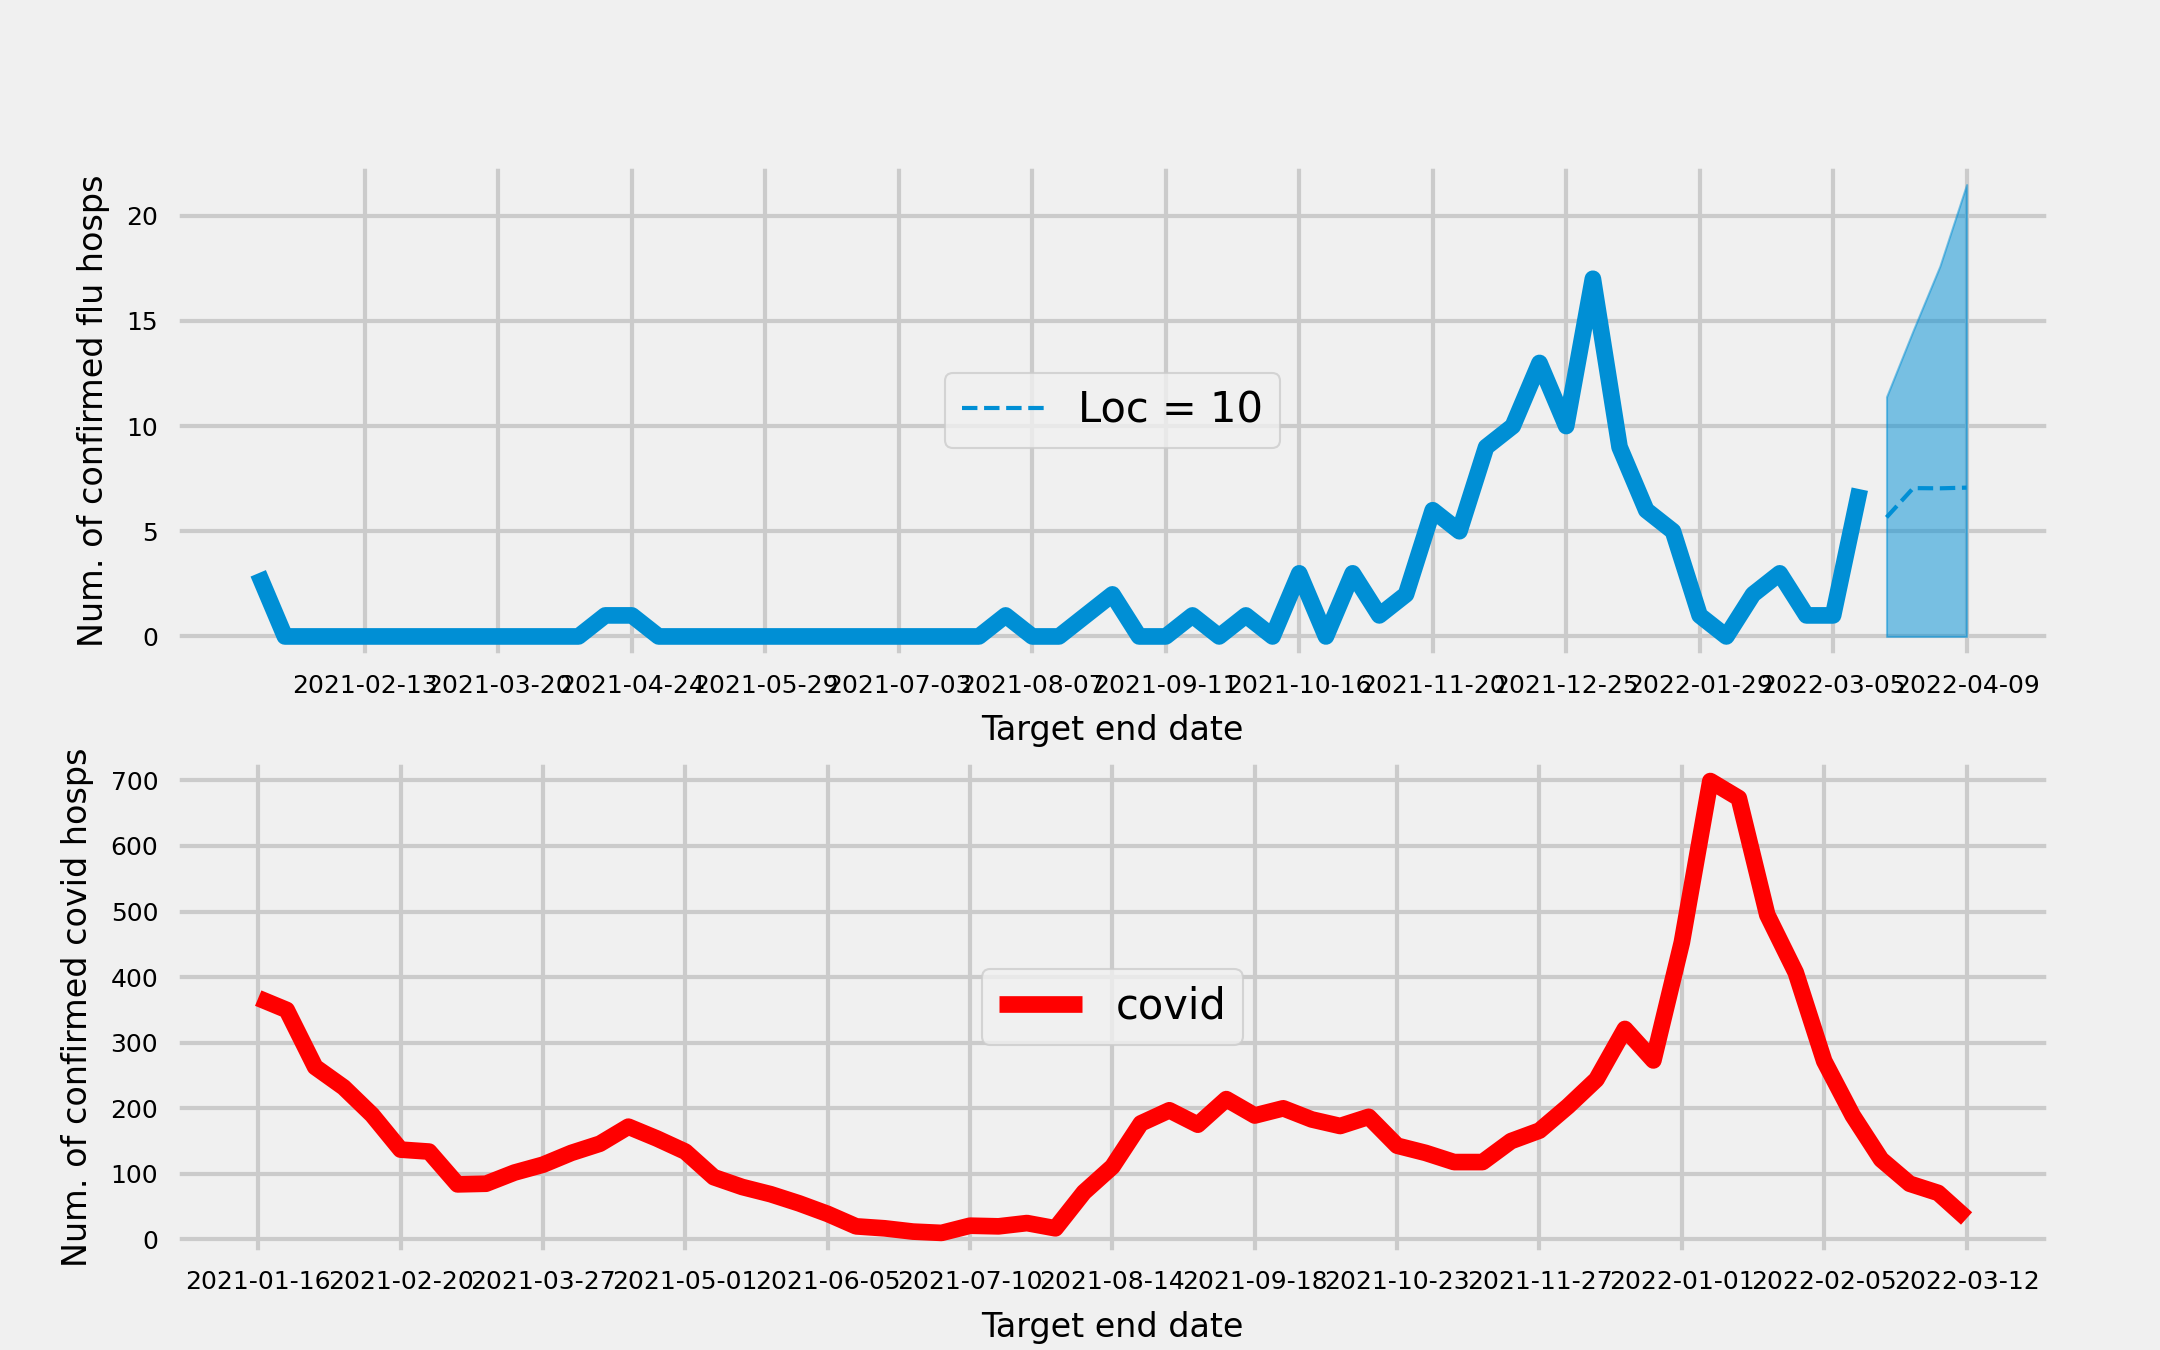 Num. of confirmed flu hosps
20
15
10
5
0
Loc = 10
2021-02-13 2021-03-20 2021-04-24 2021-05-29 2021-07-03 2021-08-07 2021-09-11 2021-10-16 2021-11-20 2021-12-25 2022-01-29 2022-03-05 2022-04-09
Target end date
Num. of confirmed covid hosps
700
600
500
400
300
200
100
0
covid
2021-01-16 2021-02-20 2021-03-27 2021-05-01 2021-06-05 2021-07-10 2021-08-14 2021-09-18 2021-10-23 2021-11-27 2022-01-01 2022-02-05 2022-03-12
Target end date